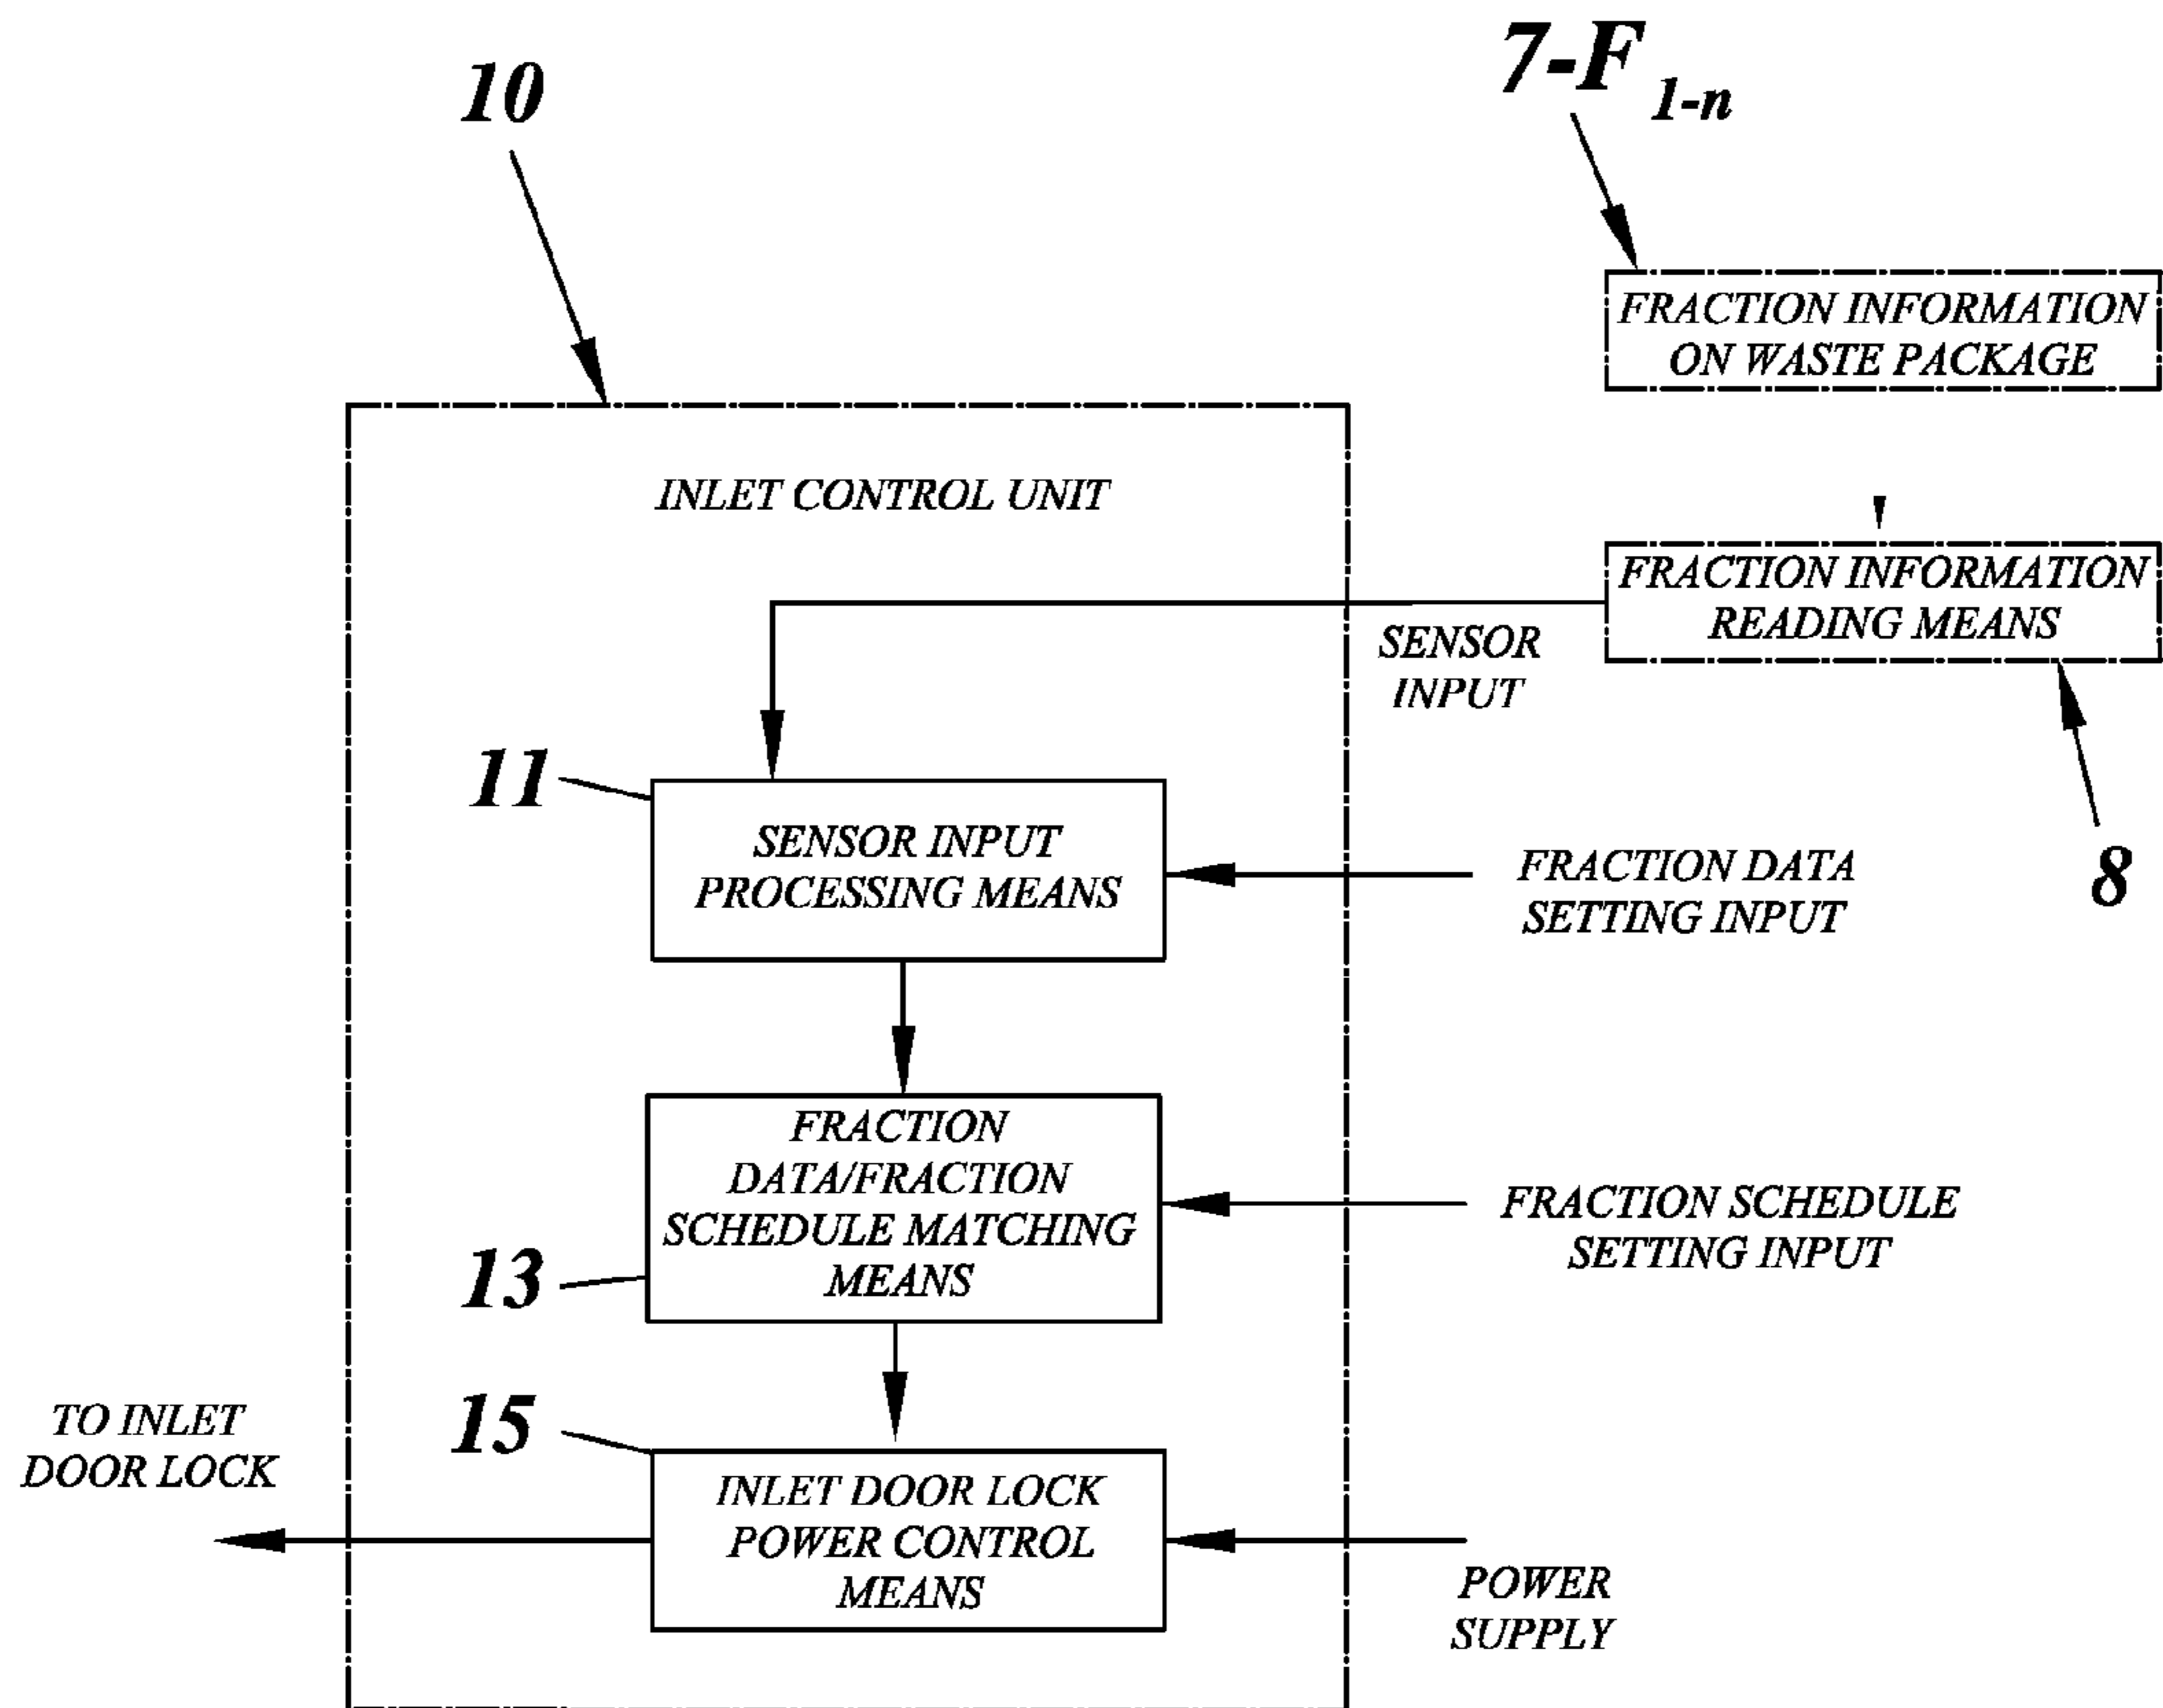 10
7-F 1-n
FRACTION INFORMATION
ON WASTE PACKAGE
INLET CONTROL UNIT
FRACTION INFORMATION
READING MEANS
SENSOR
INPUT
8
11
SENSOR INPUT
PROCESSING MEANS
FRACTION DATA
SETTING INPUT
FRACTION
DATA/FRACTION
SCHEDULE MATCHING
MEANS
13
FRACTION SCHEDULE
SETTING INPUT
TO INLET
DOOR LOCK
15
INLET DOOR LOCK
POWER CONTROL
MEANS
POWER
SUPPLY